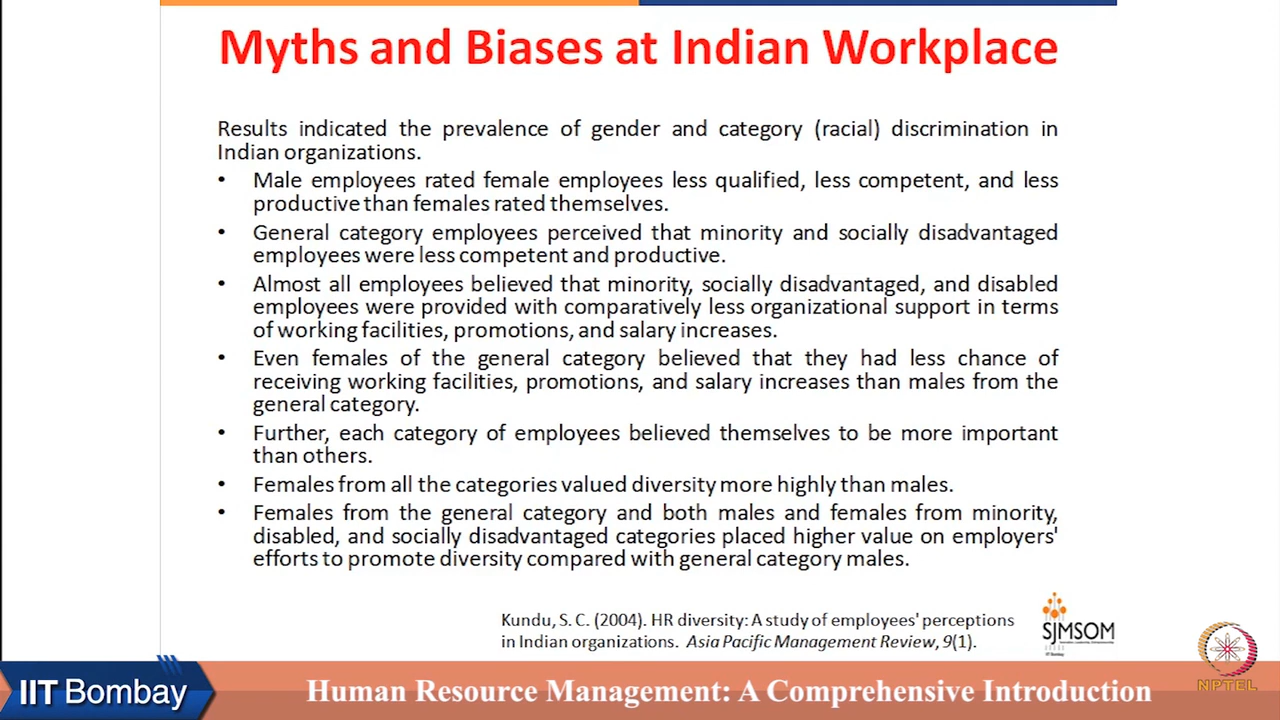 Myths and Biases at Indian Workplace
Results indicated the prevalence of gender and category (racial) discrimination in
Indian organizations.
• Male employees rated female employees less qualified, less competent, and less
productive than females rated themselves.
• General category employees perceived that minority and socially disadvantaged
employees were less competent and productive.
• Almost all employees believed that minority, socially disadvantaged, and disabled
employees were provided with comparatively less organizational support in terms
of working facilities, promotions, and salary increases.
• Even females of the general category believed that they had less chance of
receiving working facilities, promotions, and salary increases than males from the
general category.
• Further, each category of employees believed themselves to be more important
than others.
• Females from all the categories valued diversity more highly than males.
• Females from the general category and both males and females from minority,
disabled, and socially disadvantaged categories placed higher value on employers'
efforts to promote diversity compared with general category males.
Kundu, S. C. (2004). HR diversity: A study of employees' perceptions
in Indian organizations. Asia Pacific Management Review, 9(1).
SJMSOM
IIT Bombay
Human Resource Management: A Comprehensive Introduction
NPTEL